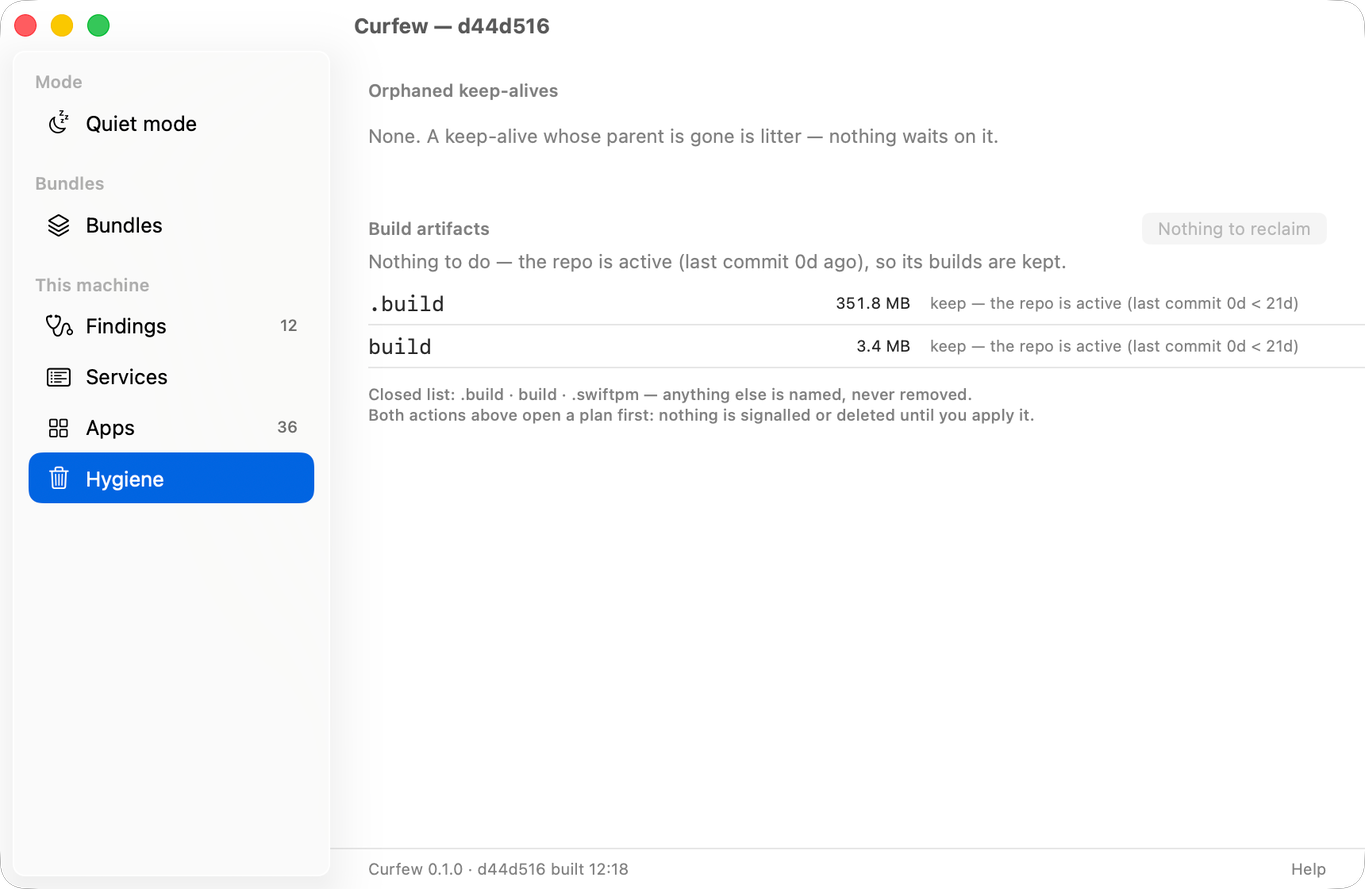 Curfew — d44d516
Mode
Quiet mode
Bundles
Bundles
This machine
Findings 12
Services
Apps 36
Hygiene
Orphaned keep-alives
None. A keep-alive whose parent is gone is litter — nothing waits on it.
Build artifacts Nothing to reclaim
Nothing to do — the repo is active (last commit 0d ago), so its builds are kept.
.build 351.8 MB keep — the repo is active (last commit 0d < 21d)
build 3.4 MB keep — the repo is active (last commit 0d < 21d)
Closed list: .build · build · .swiftpm — anything else is named, never removed.
Both actions above open a plan first: nothing is signalled or deleted until you apply it.
Curfew 0.1.0 · d44d516 built 12:18 Help